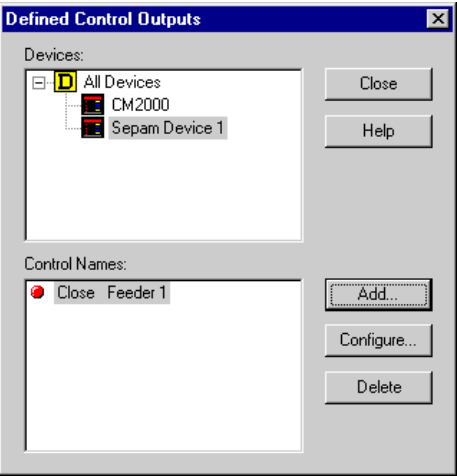 Defined Control Outputs
Devices:
D All Devices
CM2000
Sepam Device 1
Close
Help
Control Names:
Close Feeder 1
Add...
Configure...
Delete